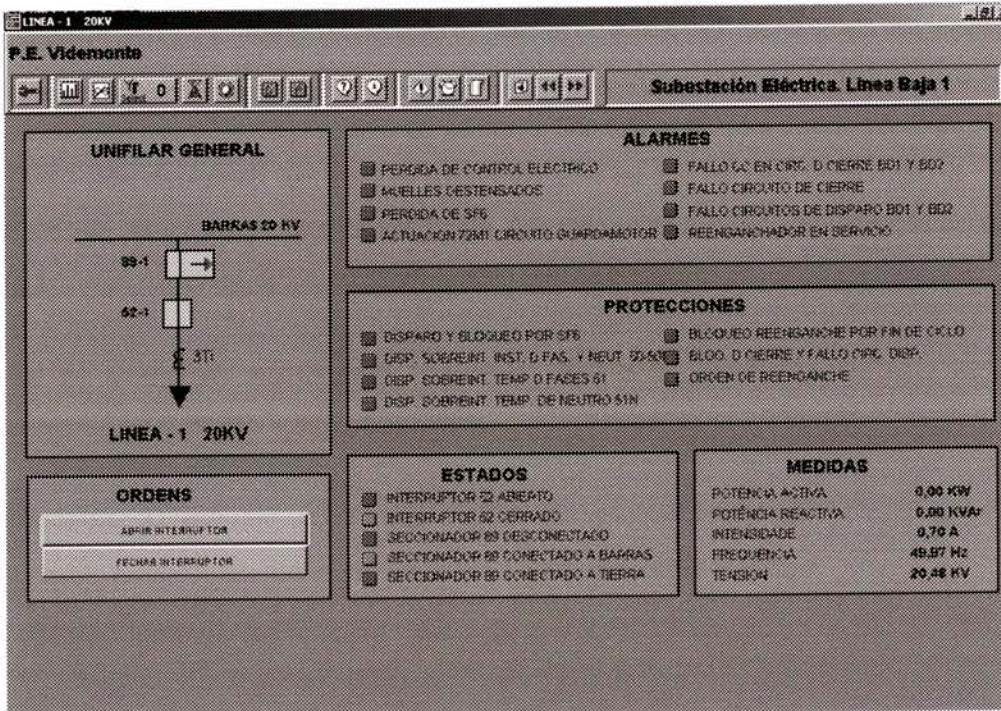 LINEA - 1 20KV
P.E. Videmonte
0
Subestación Eléctrica. Linea Baja 1
UNIFILAR GENERAL
BARRAS 20 KV
89-1
52-1
3Ti
LINEA - 1 20KV
ORDENS
ABRIR INTERRUPTOR
FECHAR INTERRUPTOR
ALARMES
PERDIDA DE CONTROL ELECTRICO
MUELLES DESTENSADOS
PERDIDA DE SF6
ACTUACION 72M1 CIRCUITO GUARDAMOTOR
FALLO CC EN CIRC. D CIERRE BD1 Y BD2
FALLO CIRCUITO DE CIERRE
FALLO CIRCUITOS DE DISPARO BD1 Y BD2
REENGANCHADOR EN SERVICIO
PROTECCIONES
DISPARO Y BLOQUEO POR SF6
DISP. SOBREINT. INST. D FAS. Y NEUT.
DISP. SOBREINT. TEMP D FASES 51
DISP. SOBREINT. TEMP. DE NEUTRO 51N
BLOQUEO REENGANCHE POR FIN DE CICLO
BLOQ. D CIERRE Y FALLO CIRC. DISP.
ORDEN DE REENGANCHE
ESTADOS
INTERRUPTOR 52 ABIERTO
INTERRUPTOR 52 CERRADO
SECCIONADOR 89 DESCONECTADO
SECCIONADOR 89 CONECTADO A BARRAS
SECCIONADOR 89 CONECTADO A TIERRA
MEDIDAS
POTENCIA ACTIVA 0,00 KW
POTÊNCIA REACTIVA 0,00 KVAr
INTENSIDADE 0,70 A
FREQUENCIA 49,97 Hz
TENSION 20,48 KV